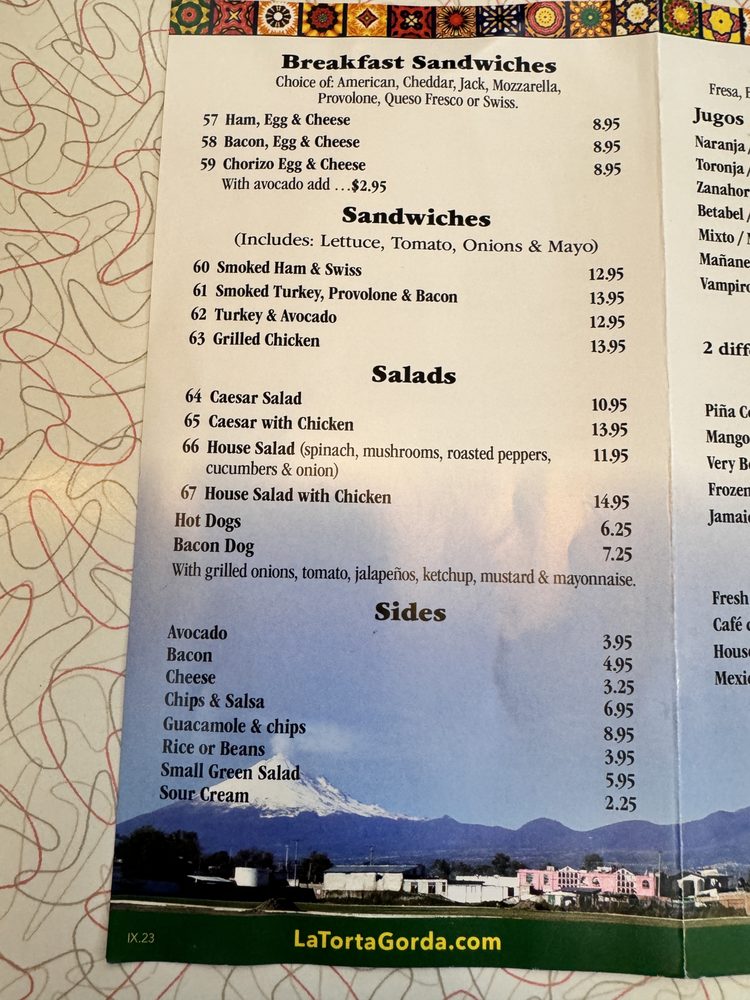 Breakfast Sandwiches
Choice of: American, Cheddar, Jack, Mozzarella,
Provolone, Queso Fresco or Swiss.
57 Ham, Egg & Cheese 8.95
58 Bacon, Egg & Cheese 8.95
59 Chorizo Egg & Cheese 8.95
With avocado add ...$2.95
Sandwiches
(Includes: Lettuce, Tomato, Onions & Mayo)
60 Smoked Ham & Swiss 12.95
61 Smoked Turkey, Provolone & Bacon 13.95
62 Turkey & Avocado 12.95
63 Grilled Chicken 13.95
Salads
64 Caesar Salad 10.95
65 Caesar with Chicken 13.95
66 House Salad (spinach, mushrooms, roasted peppers, 11.95
cucumbers & onion)
67 House Salad with Chicken 14.95
Hot Dogs 6.25
Bacon Dog 7.25
With grilled onions, tomato, jalapeños, ketchup, mustard & mayonnaise.
Sides
Avocado 3.95
Bacon 4.95
Cheese 3.25
Chips & Salsa 6.95
Guacamole & chips 8.95
Rice or Beans 3.95
Small Green Salad 5.95
Sour Cream 2.25
IX.23
LaTortaGorda.com
Fresa,
Jugos
Naranja /
Toronja /
Zanahor
Betabel /
Mixto /
Mañane
Vampiro
2 diff
Piña
Mango
Very
Frozen
Jamaic
Fresh
Café
House
Mexic